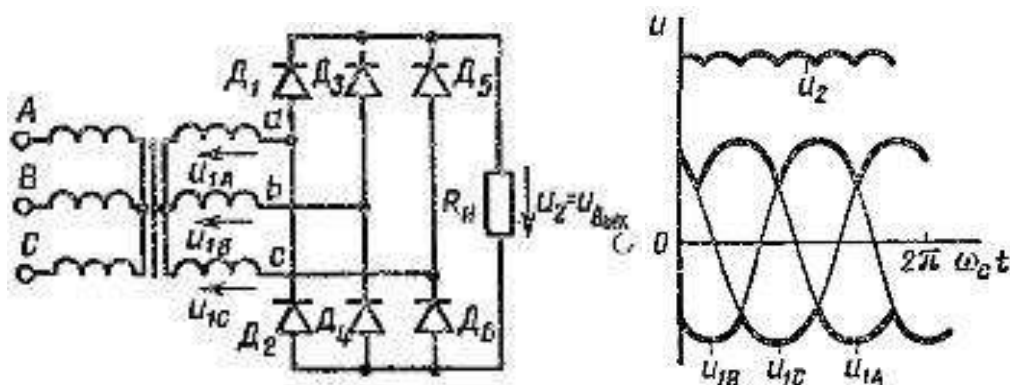 A
B
C
u₁A
u₁B
u₁C
a
b
c
Д₁
Д₃
Д₅
Д₂
Д₄
Д₆
Rн
u₂=uвых
u
u₂
0
2π ωct
u₁B
u₁C
u₁A